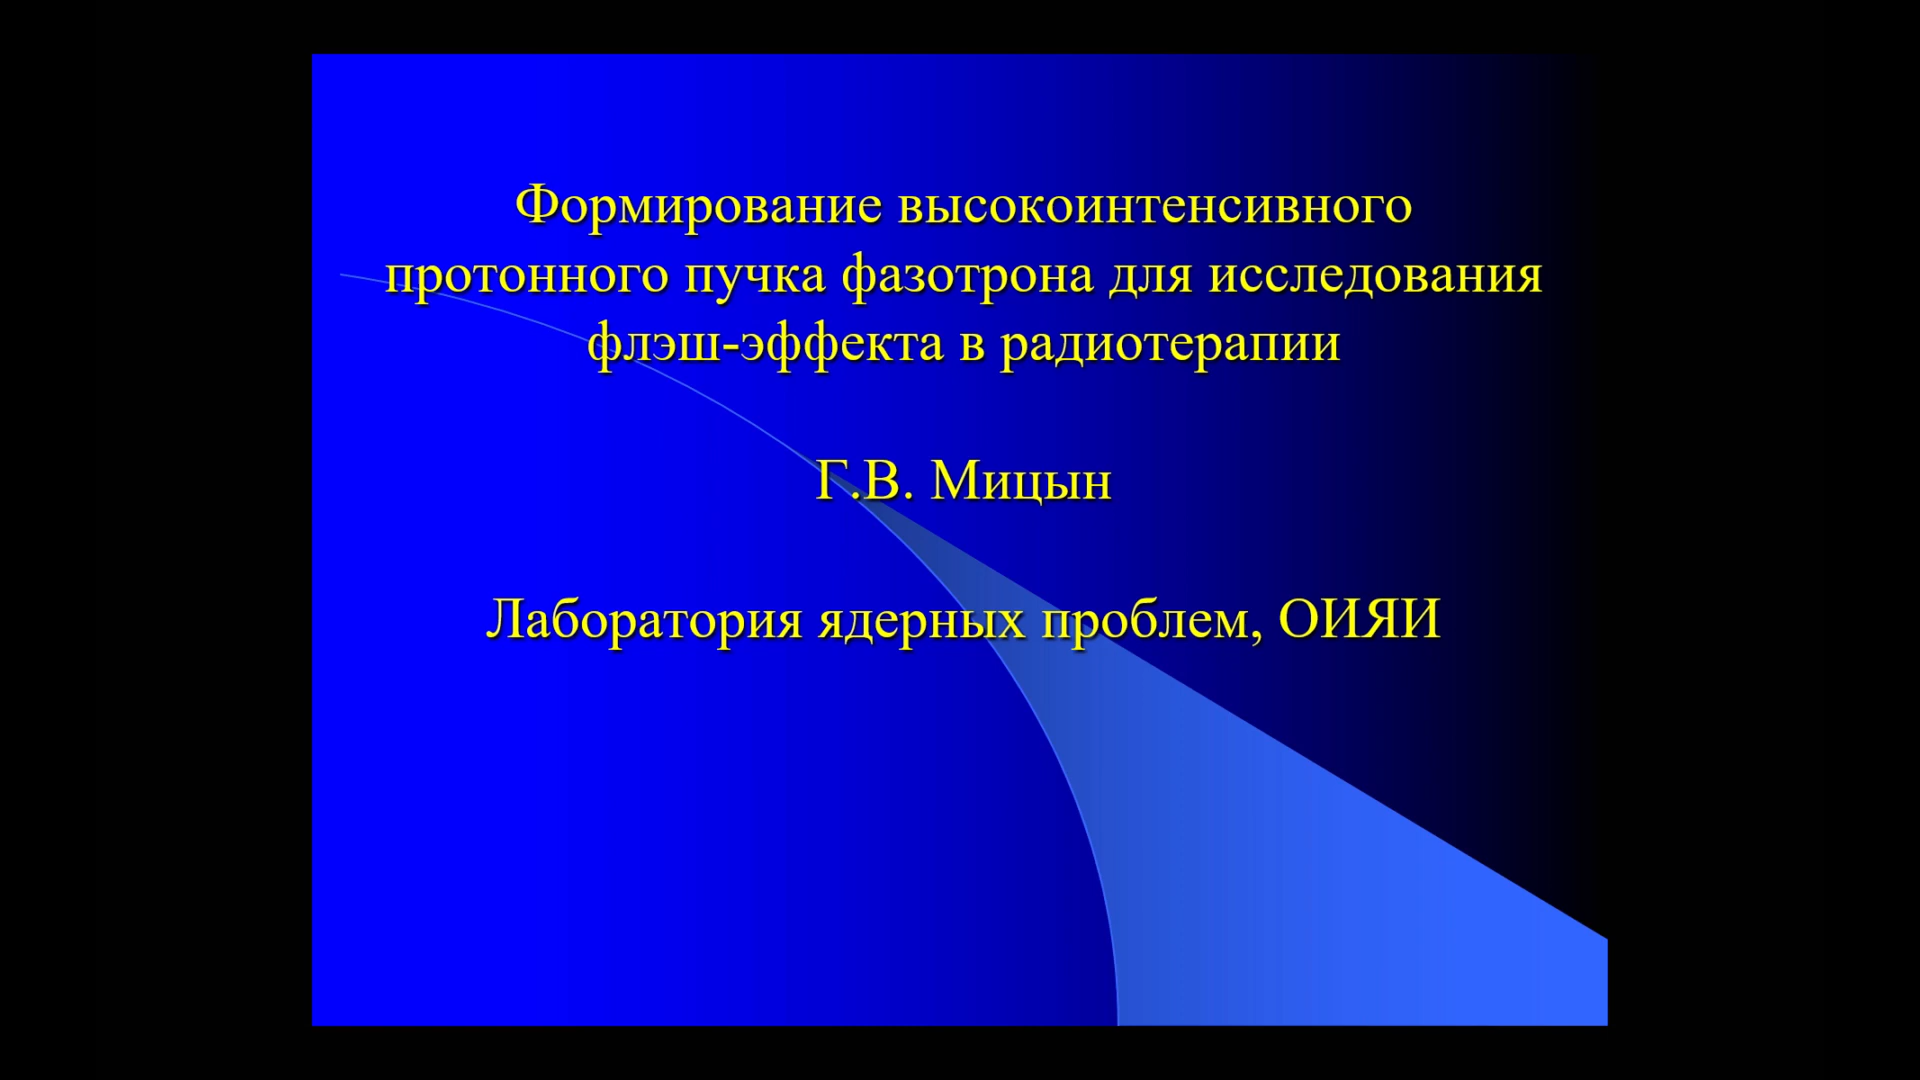 Формирование высокоинтенсивного
протонного пучка фазотрона для исследования
флэш-эффекта в радиотерапии
Г.В. Мицын
Лаборатория ядерных проблем, ОИЯИ